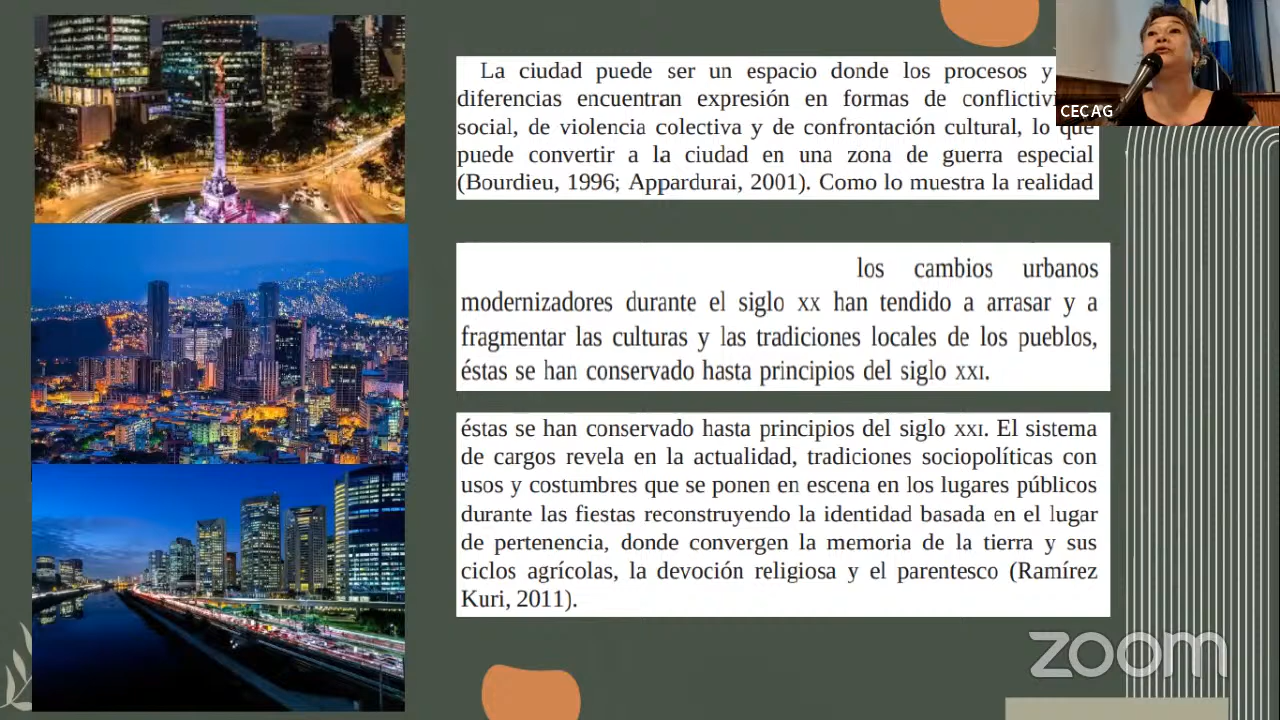 La ciudad puede ser un espacio donde los procesos y
diferencias encuentran expresión en formas de conflictivi
social, de violencia colectiva y de confrontación cultural, lo que
puede convertir a la ciudad en una zona de guerra especial
(Bourdieu, 1996; Appardurai, 2001). Como lo muestra la realidad
los cambios urbanos
modernizadores durante el siglo XX han tendido a arrasar y a
fragmentar las culturas y las tradiciones locales de los pueblos,
éstas se han conservado hasta principios del siglo XXI.
éstas se han conservado hasta principios del siglo XXI. El sistema
de cargos revela en la actualidad, tradiciones sociopolíticas con
usos y costumbres que se ponen en escena en los lugares públicos
durante las fiestas reconstruyendo la identidad basada en el lugar
de pertenencia, donde convergen la memoria de la tierra y sus
ciclos agrícolas, la devoción religiosa y el parentesco (Ramírez
Kuri, 2011).
CECAG
zoom